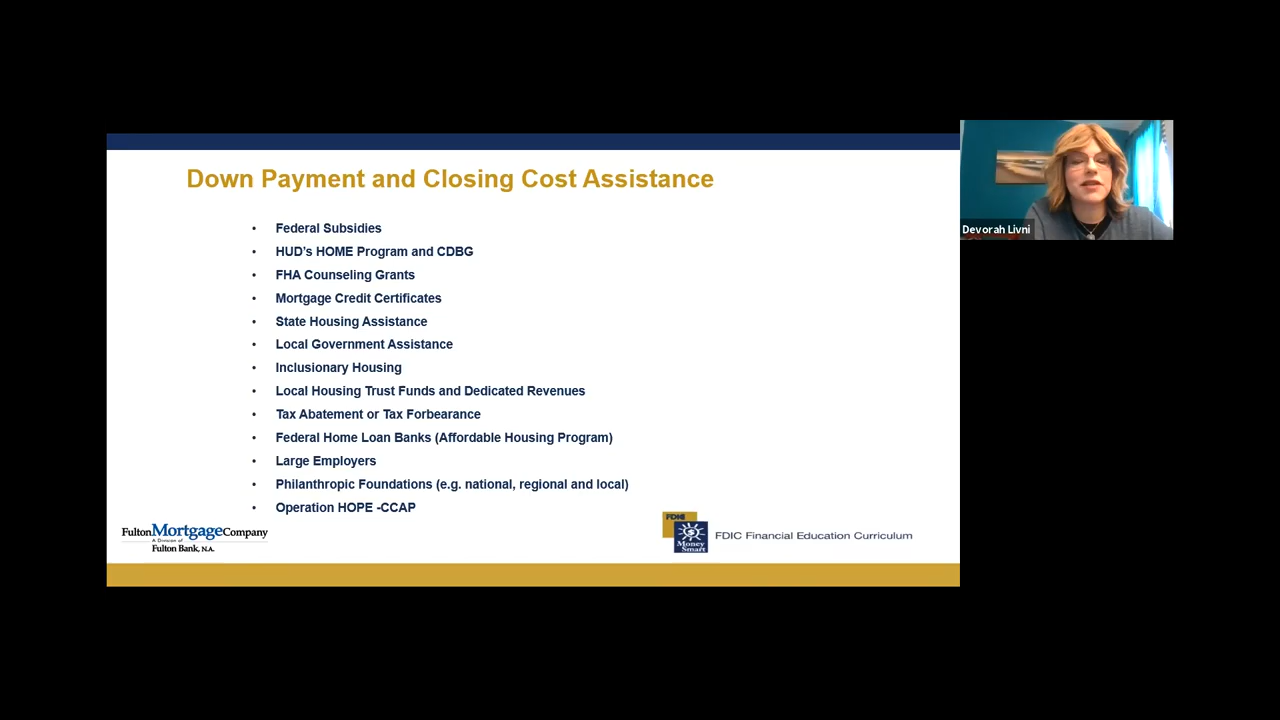 Down Payment and Closing Cost Assistance
• Federal Subsidies
• HUD's HOME Program and CDBG
• FHA Counseling Grants
• Mortgage Credit Certificates
• State Housing Assistance
• Local Government Assistance
• Inclusionary Housing
• Local Housing Trust Funds and Dedicated Revenues
• Tax Abatement or Tax Forbearance
• Federal Home Loan Banks (Affordable Housing Program)
• Large Employers
• Philanthropic Foundations (e.g. national, regional and local)
• Operation HOPE -CCAP
Fulton Mortgage Company
A Division of
Fulton Bank, N.A.
FDIC
Money
Smart
FDIC Financial Education Curriculum
Devorah Livni